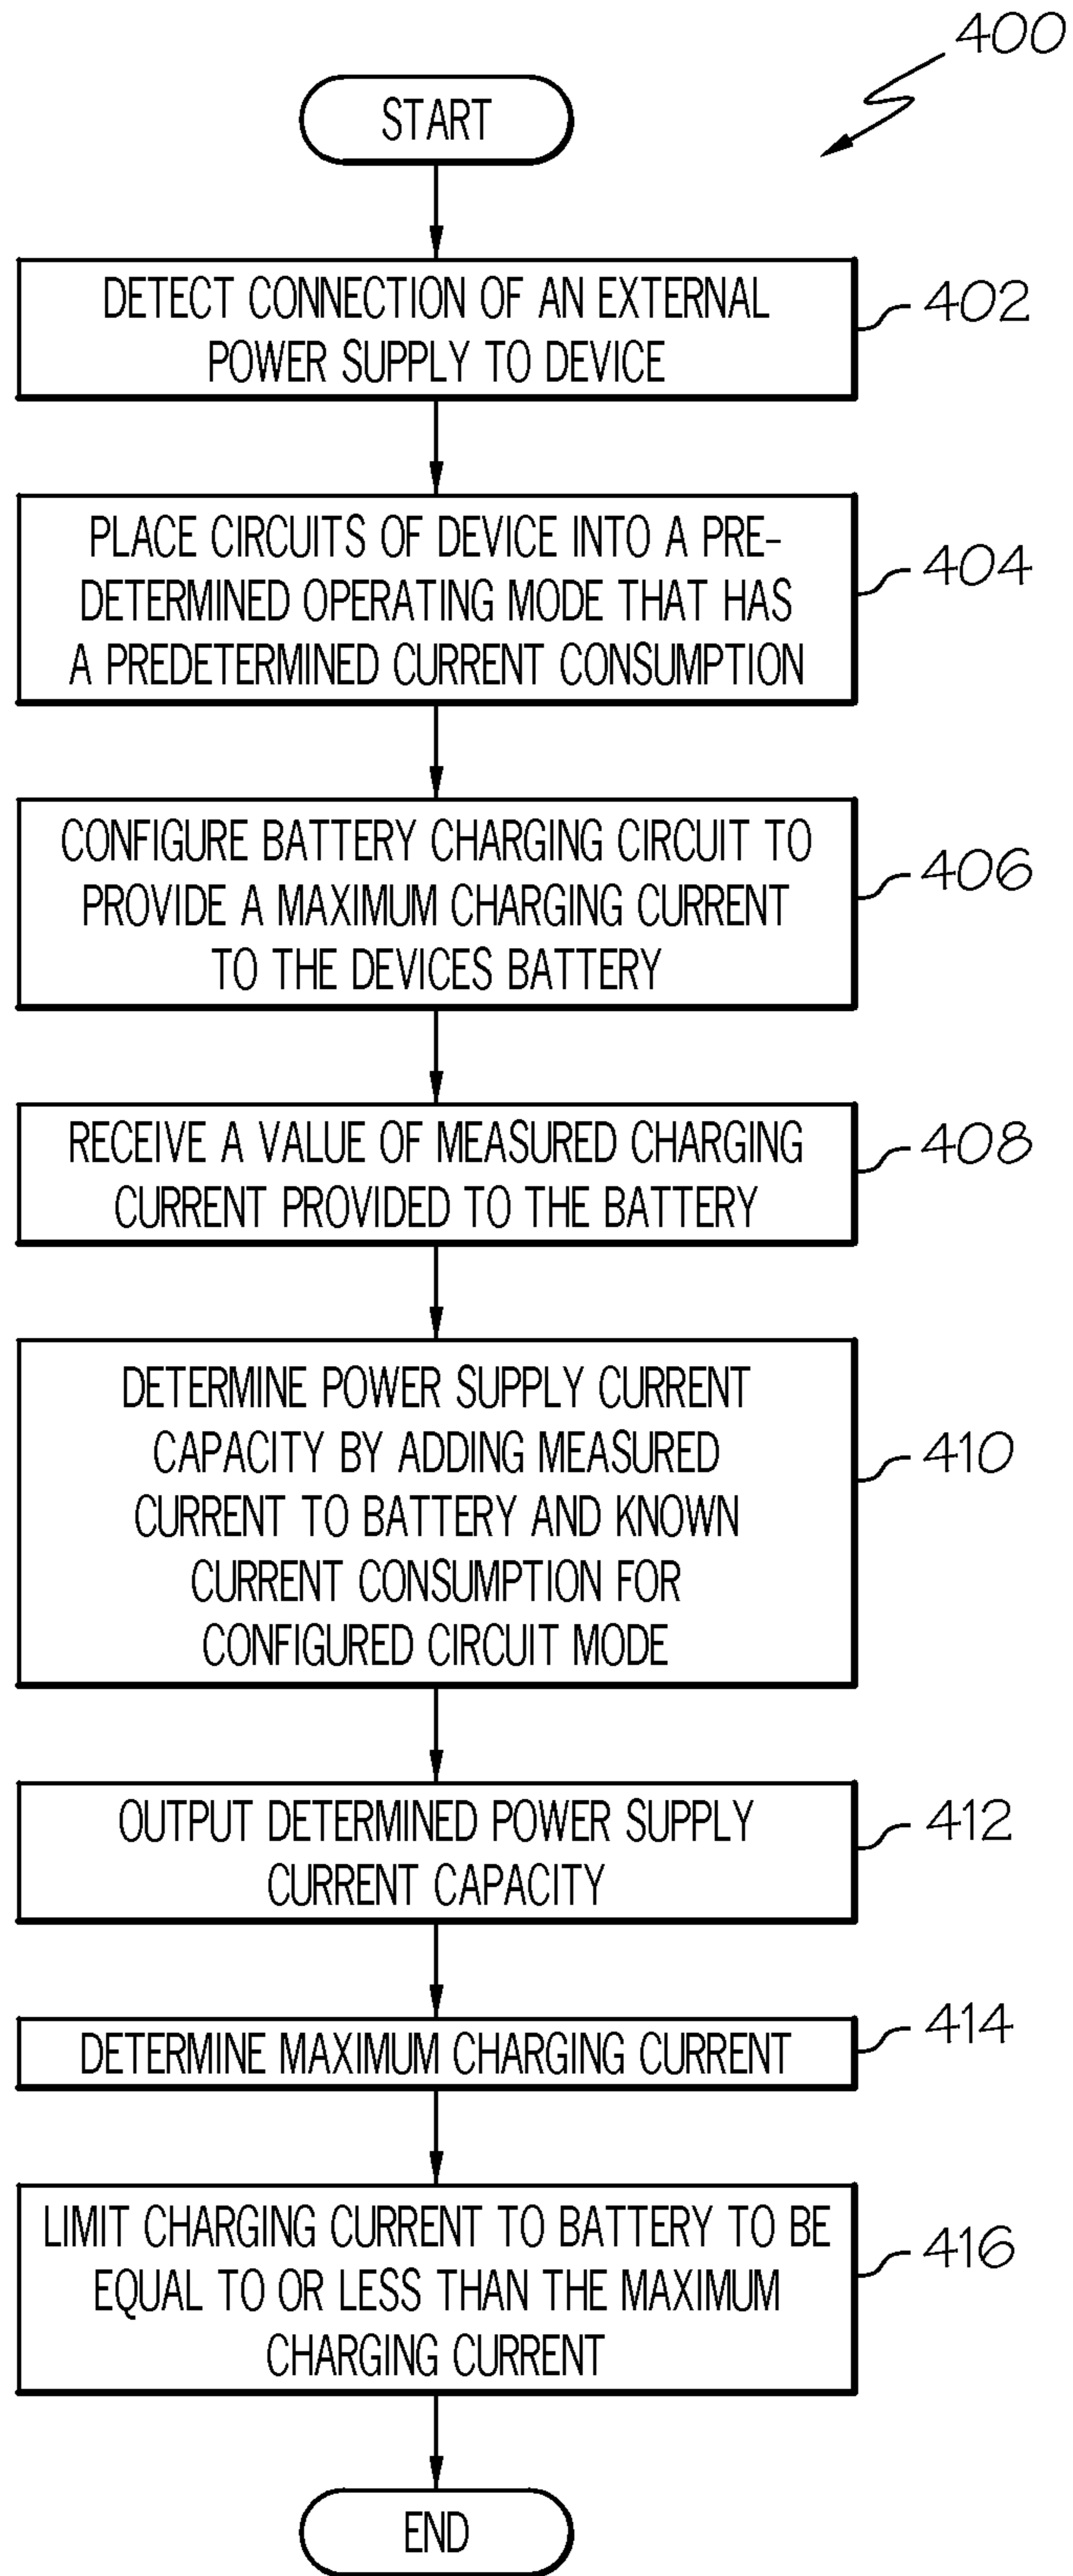 400
START
DETECT CONNECTION OF AN EXTERNAL
POWER SUPPLY TO DEVICE
402
PLACE CIRCUITS OF DEVICE INTO A PRE-
DETERMINED OPERATING MODE THAT HAS
A PREDETERMINED CURRENT CONSUMPTION
404
CONFIGURE BATTERY CHARGING CIRCUIT TO
PROVIDE A MAXIMUM CHARGING CURRENT
TO THE DEVICES BATTERY
406
RECEIVE A VALUE OF MEASURED CHARGING
CURRENT PROVIDED TO THE BATTERY
408
DETERMINE POWER SUPPLY CURRENT
CAPACITY BY ADDING MEASURED
CURRENT TO BATTERY AND KNOWN
CURRENT CONSUMPTION FOR
CONFIGURED CIRCUIT MODE
410
OUTPUT DETERMINED POWER SUPPLY
CURRENT CAPACITY
412
DETERMINE MAXIMUM CHARGING CURRENT
414
LIMIT CHARGING CURRENT TO BATTERY TO BE
EQUAL TO OR LESS THAN THE MAXIMUM
CHARGING CURRENT
416
END